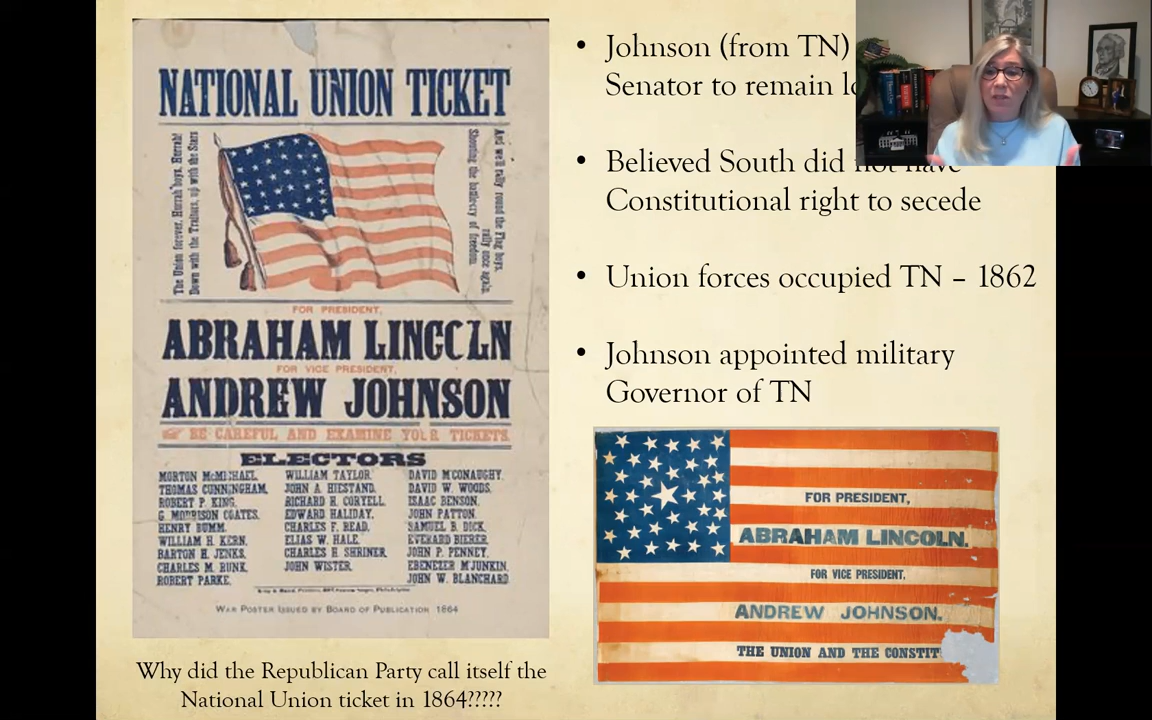 NATIONAL UNION TICKET
The Union forever, Hurrah! boys, Hurrah!
Down with the Traitors, up with the Stars
And we'll rally round the Flag boys,
rally once again,
Shouting the battle-cry of freedom.
FOR PRESIDENT,
ABRAHAM LINCOLN
FOR VICE PRESIDENT,
ANDREW JOHNSON
BE CAREFUL AND EXAMINE YOUR TICKETS.
ELECTORS
MORTON McMICHAEL,
THOMAS CUNNINGHAM,
ROBERT P. KING,
G. MORRISON COATES,
HENRY BUMM,
WILLIAM H. KERN,
BARTON H. JENKS,
CHARLES M. RUNK,
ROBERT PARKE,
WILLIAM TAYLOR,
JOHN A. HIESTAND,
RICHARD H. CORYELL,
EDWARD HALIDAY,
CHARLES F. READ,
ELIAS W. HALE,
CHARLES H. SHRINER,
JOHN WISTER,
DAVID M'CONAUGHY,
DAVID W. WOODS,
ISAAC BENSON,
JOHN PATTON,
SAMUEL B. DICK,
EVERARD BIERER,
JOHN P. PENNEY,
EBENEZER M'JUNKIN,
JOHN W. BLANCHARD
WAR POSTER ISSUED BY BOARD OF PUBLICATION 1864
Why did the Republican Party call itself the
National Union ticket in 1864?????
• Johnson (from TN)
Senator to remain lo
• Believed South did not have
Constitutional right to secede
• Union forces occupied TN – 1862
• Johnson appointed military
Governor of TN
FOR PRESIDENT,
ABRAHAM LINCOLN.
FOR VICE PRESIDENT,
ANDREW JOHNSON.
THE UNION AND THE CONSTIT